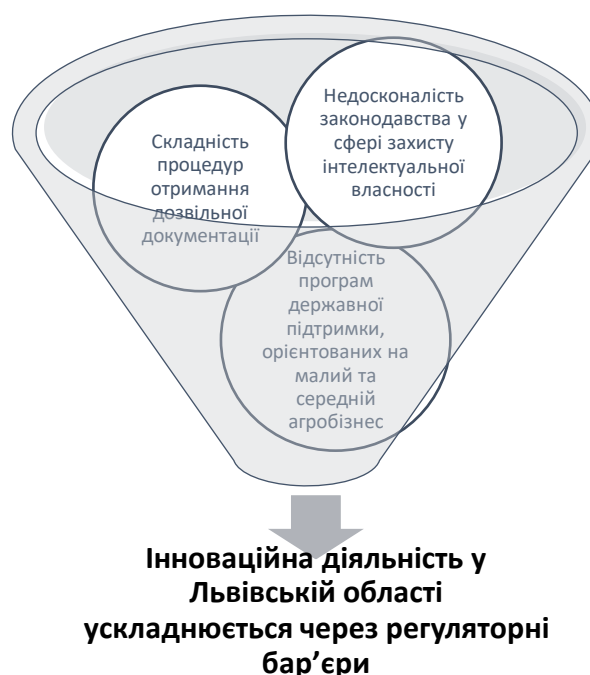 Недосконалість
законодавства у
сфері захисту
інтелектуальної
власності
Складність
процедур
отримання
дозвільної
документації
Відсутність
програм
державної
підтримки,
орієнтованих на
малий та
середній
агробізнес
Інноваційна діяльність у
Львівській області
ускладнюється через регуляторні
бар’єри